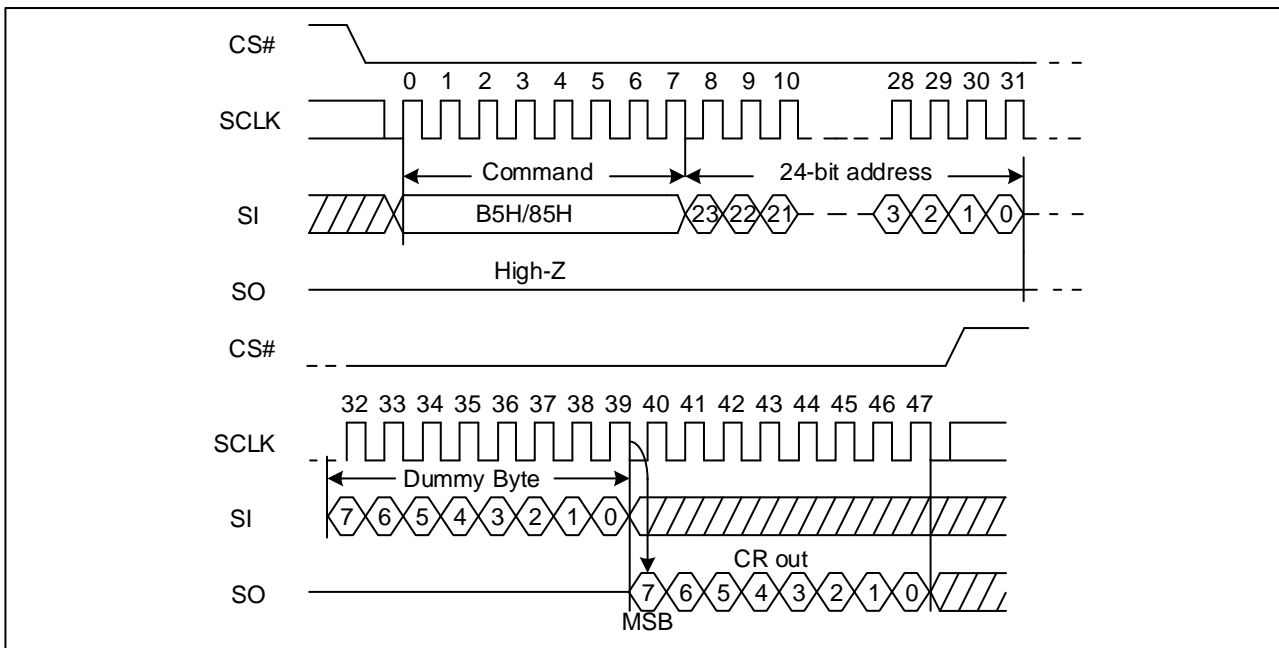 CS#
0 1 2 3 4 5 6 7 8 9 10 28 29 30 31
SCLK
Command 24-bit address
SI B5H/85H 23 22 21 3 2 1 0
High-Z
SO
CS#
32 33 34 35 36 37 38 39 40 41 42 43 44 45 46 47
SCLK
Dummy Byte
SI 7 6 5 4 3 2 1 0
CR out
SO 7 6 5 4 3 2 1 0
MSB